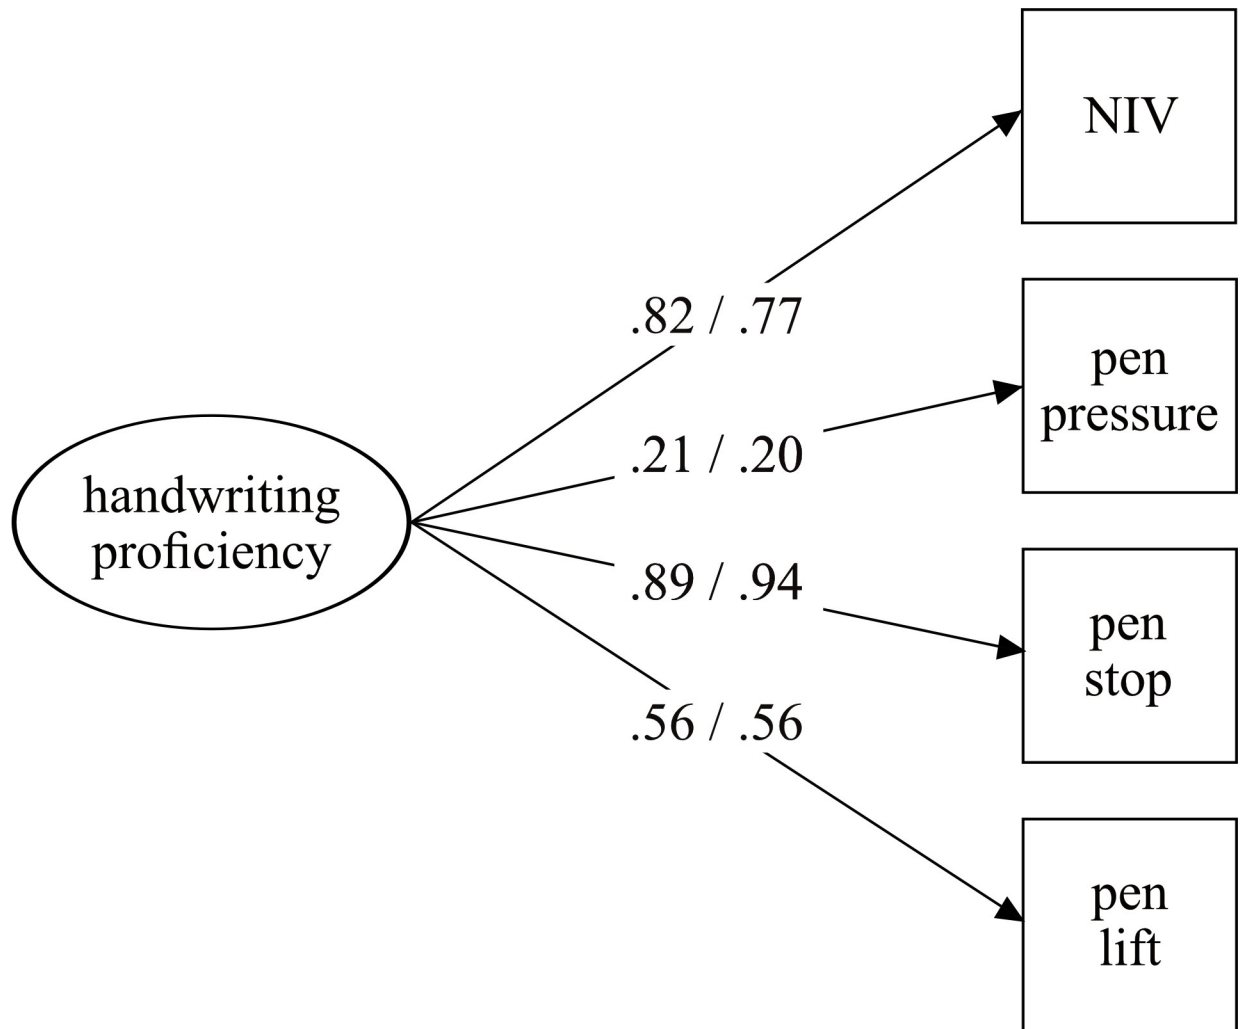 NIV
.82 / .77
pen
pressure
.21 / .20
handwriting
proficiency
.89 / .94
pen
stop
.56 / .56
pen
lift